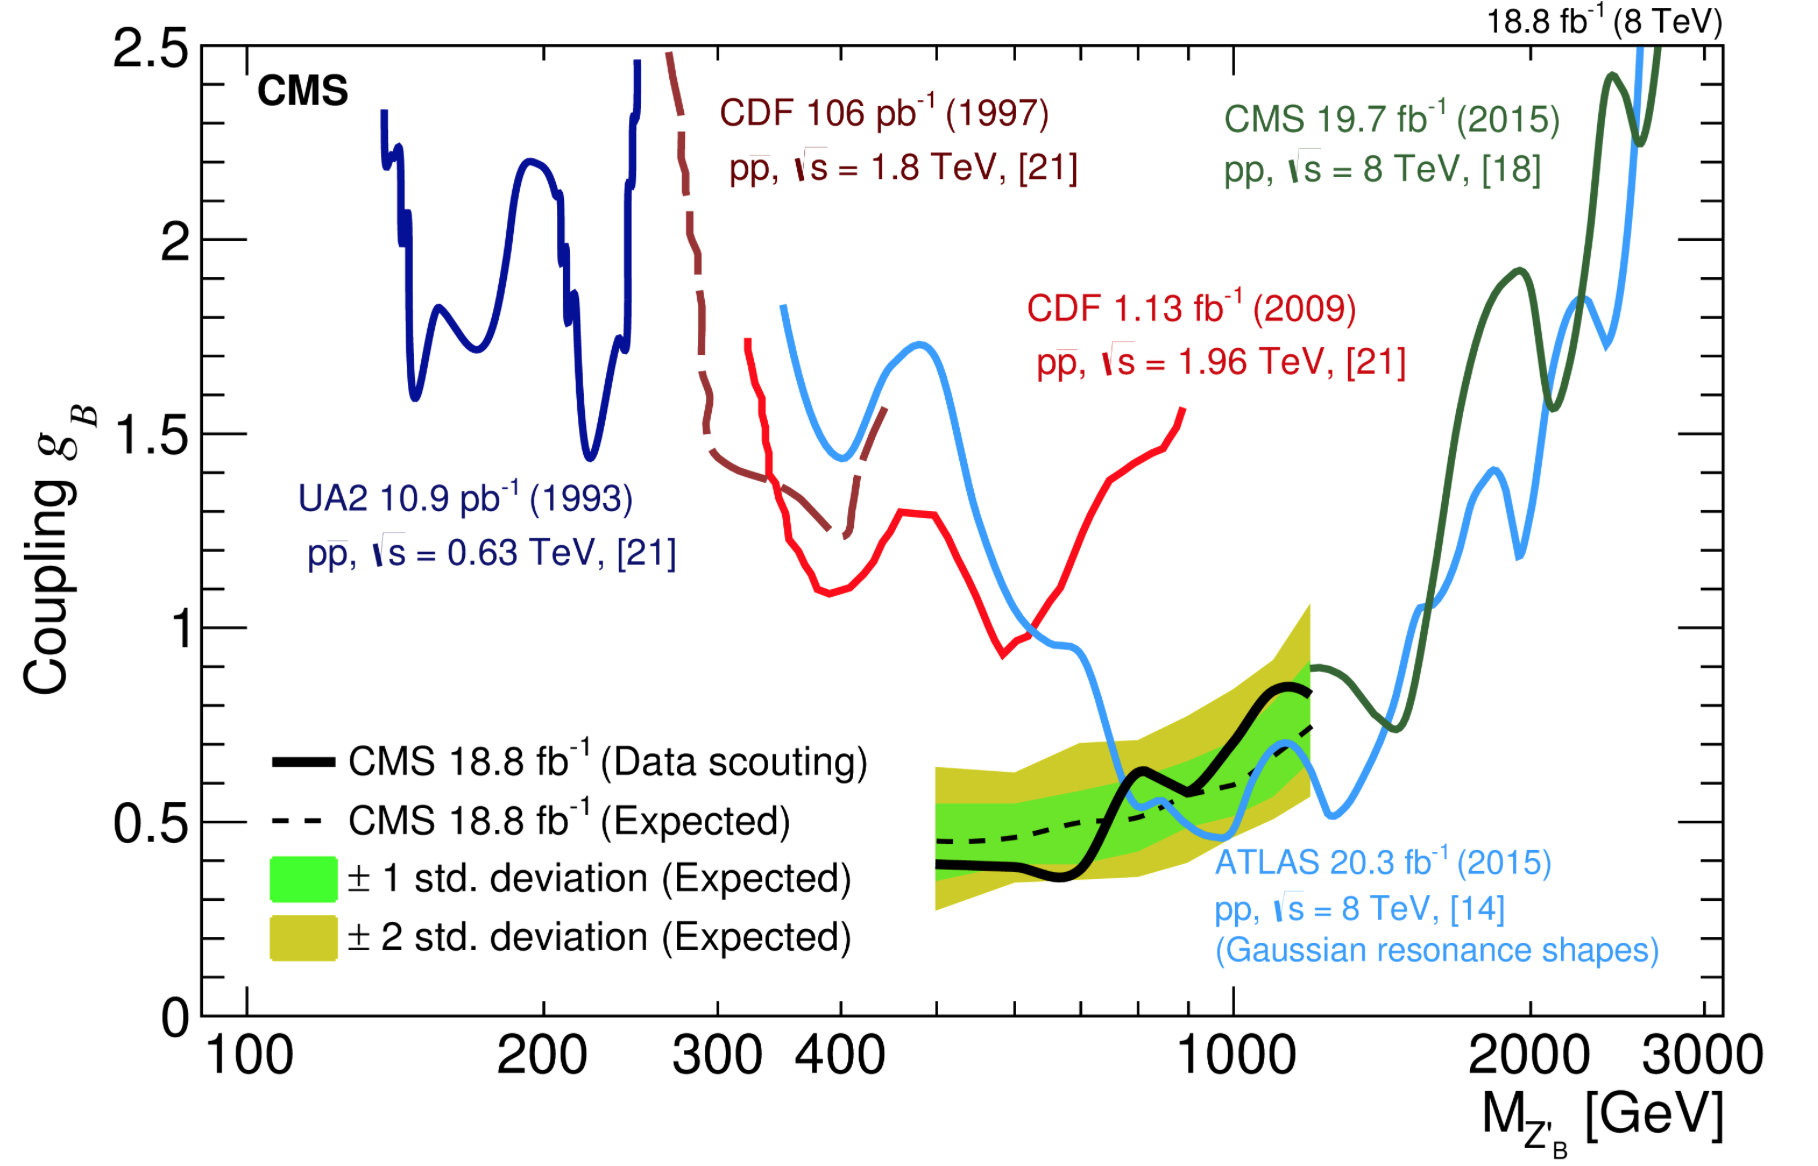 18.8 fb⁻¹ (8 TeV)
2.5
CMS
CDF 106 pb⁻¹ (1997)
pp̅, √s = 1.8 TeV, [21]
CMS 19.7 fb⁻¹ (2015)
pp, √s = 8 TeV, [18]
2
CDF 1.13 fb⁻¹ (2009)
pp̅, √s = 1.96 TeV, [21]
1.5
Coupling g_B
UA2 10.9 pb⁻¹ (1993)
pp̅, √s = 0.63 TeV, [21]
1
CMS 18.8 fb⁻¹ (Data scouting)
CMS 18.8 fb⁻¹ (Expected)
± 1 std. deviation (Expected)
± 2 std. deviation (Expected)
0.5
ATLAS 20.3 fb⁻¹ (2015)
pp, √s = 8 TeV, [14]
(Gaussian resonance shapes)
0
100 200 300 400 1000 2000 3000
M_Z'_B [GeV]